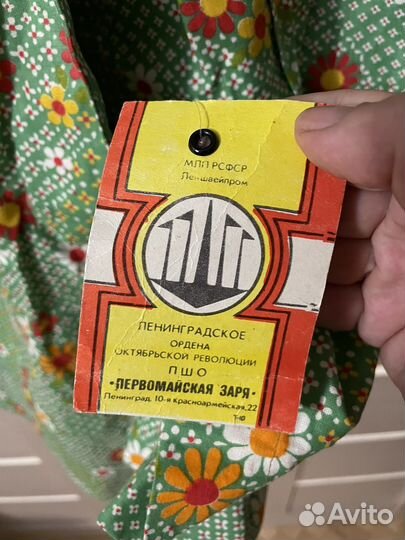 МЛП РСФСР
Леншвейпром
ЛЕНИНГРАДСКОЕ
ОРДЕНА
ОКТЯБРЬСКОЙ РЕВОЛЮЦИИ
ПШО
«ПЕРВОМАЙСКАЯ ЗАРЯ»
Ленинград, 10-я Красноармейская, 22
Avito